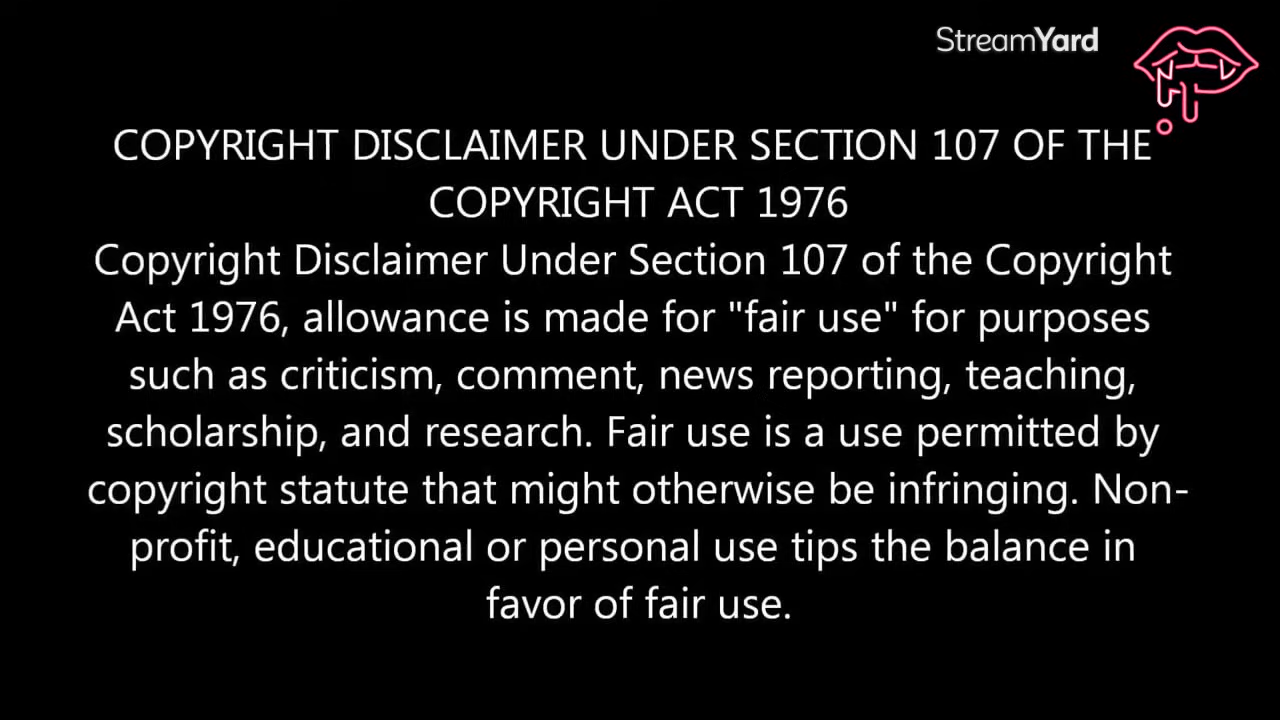 StreamYard
COPYRIGHT DISCLAIMER UNDER SECTION 107 OF THE
COPYRIGHT ACT 1976
Copyright Disclaimer Under Section 107 of the Copyright
Act 1976, allowance is made for "fair use" for purposes
such as criticism, comment, news reporting, teaching,
scholarship, and research. Fair use is a use permitted by
copyright statute that might otherwise be infringing. Non-
profit, educational or personal use tips the balance in
favor of fair use.